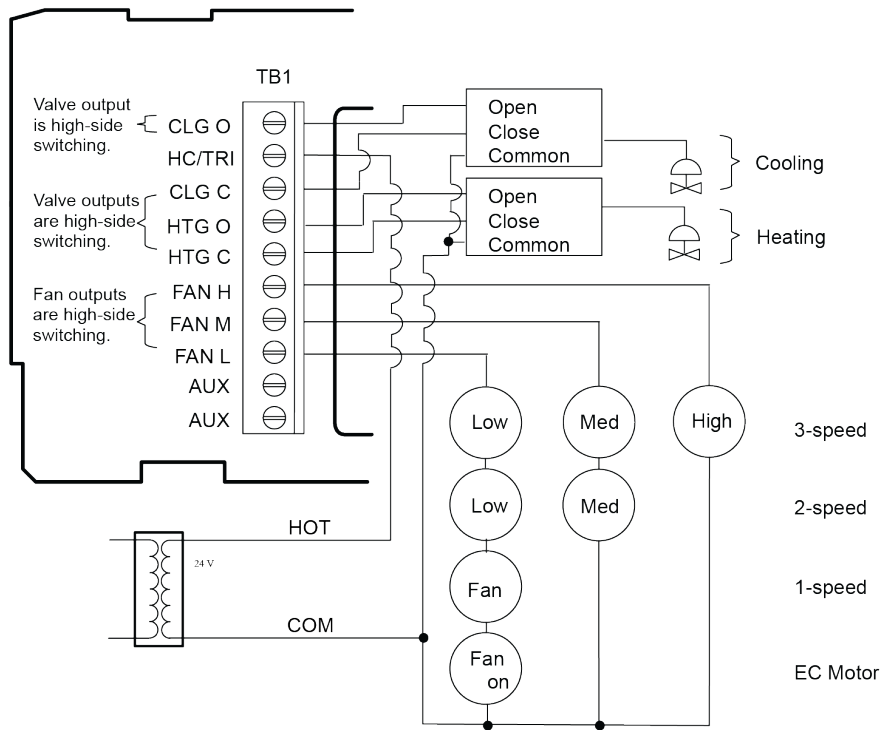 TB1
Valve output
is high-side
switching.
CLG O
HC/TRI
CLG C
Valve outputs
are high-side
switching.
HTG O
HTG C
Fan outputs
are high-side
switching.
FAN H
FAN M
FAN L
AUX
AUX
Open
Close
Common
Cooling
Open
Close
Common
Heating
Low
Med
High
3-speed
Low
Med
2-speed
Fan
1-speed
Fan
on
EC Motor
HOT
24 V
COM